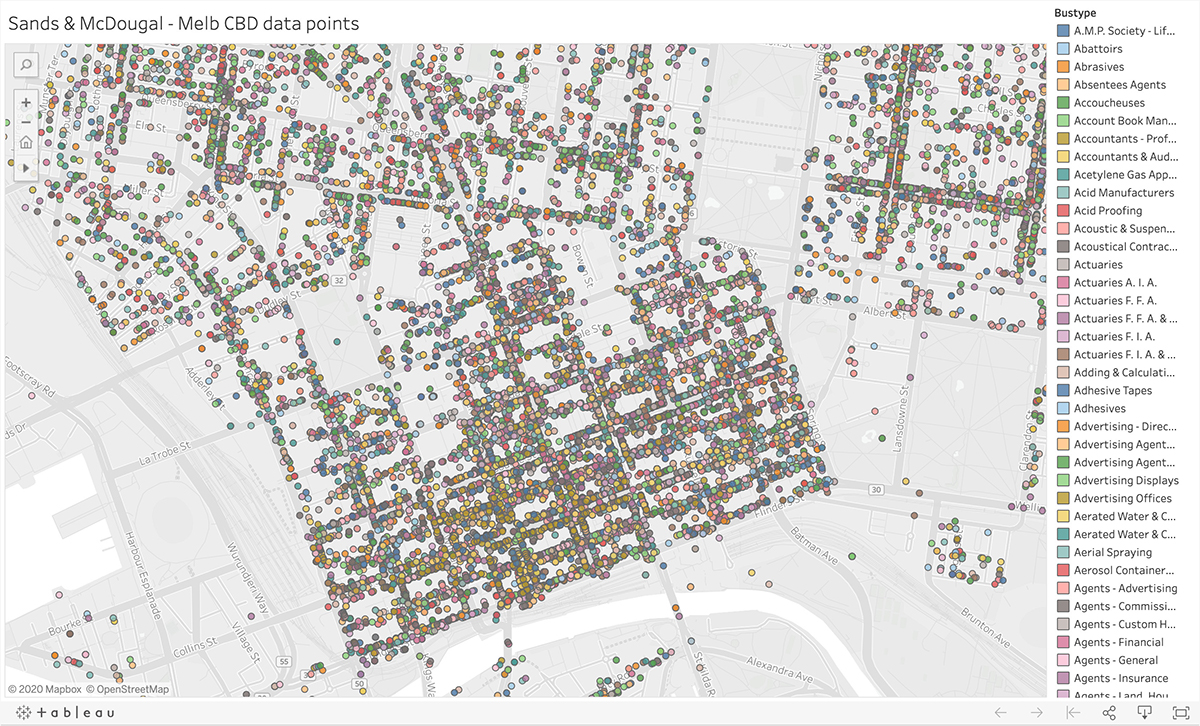 Sands & McDougal - Melb CBD data points
Elm St
Miller St
Dudley St
Adderley St
Footscray Rd
La Trobe St
Harbour Esplanade
Wurundjeri Way
Village St
Bourke
Collins St
55
50
32
30
Albert St
Lansdowne St
Flinders St
Batman Ave
Brunton Ave
Alexandra Ave
© 2020 Mapbox © OpenStreetMap
+ a b | e a u
Bustype
A.M.P. Society - Lif...
Abattoirs
Abrasives
Absentees Agents
Accoucheuses
Account Book Man...
Accountants - Prof...
Accountants & Aud...
Acetylene Gas App...
Acid Manufacturers
Acid Proofing
Acoustic & Suspen...
Acoustical Contrac...
Actuaries
Actuaries A. I. A.
Actuaries F. F. A.
Actuaries F. F. A. & ...
Actuaries F. I. A.
Actuaries F. I. A. & ...
Adding & Calculati...
Adhesive Tapes
Adhesives
Advertising - Direc...
Advertising Agent...
Advertising Agent...
Advertising Displays
Advertising Offices
Aerated Water & C...
Aerated Water & C...
Aerial Spraying
Aerosol Container...
Agents - Advertising
Agents - Commissi...
Agents - Custom H...
Agents - Financial
Agents - General
Agents - Insurance
Agents - Land, Hou